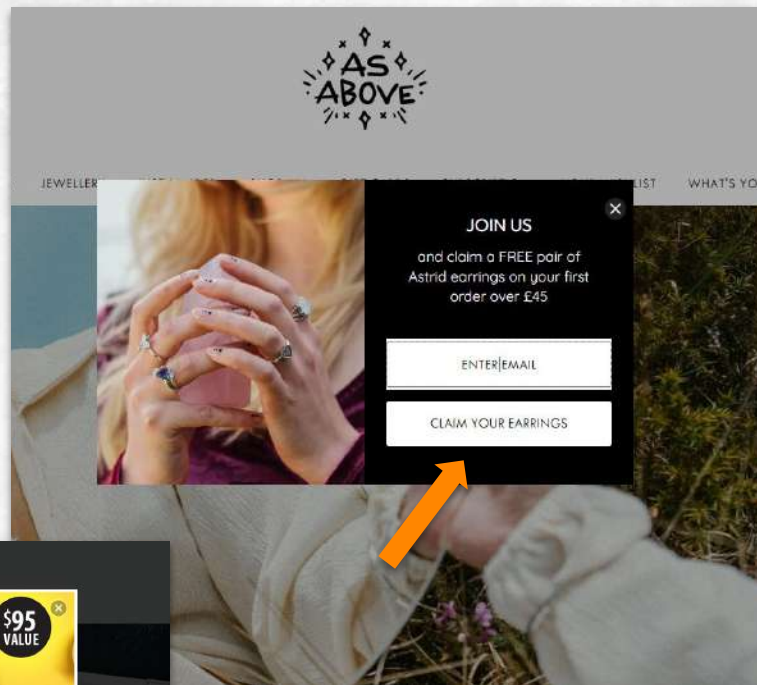 AS
ABOVE
JEWELLER
LIST
WHAT'S YO
JOIN US
and claim a FREE pair of
Astrid earrings on your first
order over £45
ENTER EMAIL
CLAIM YOUR EARRINGS
$95
VALUE